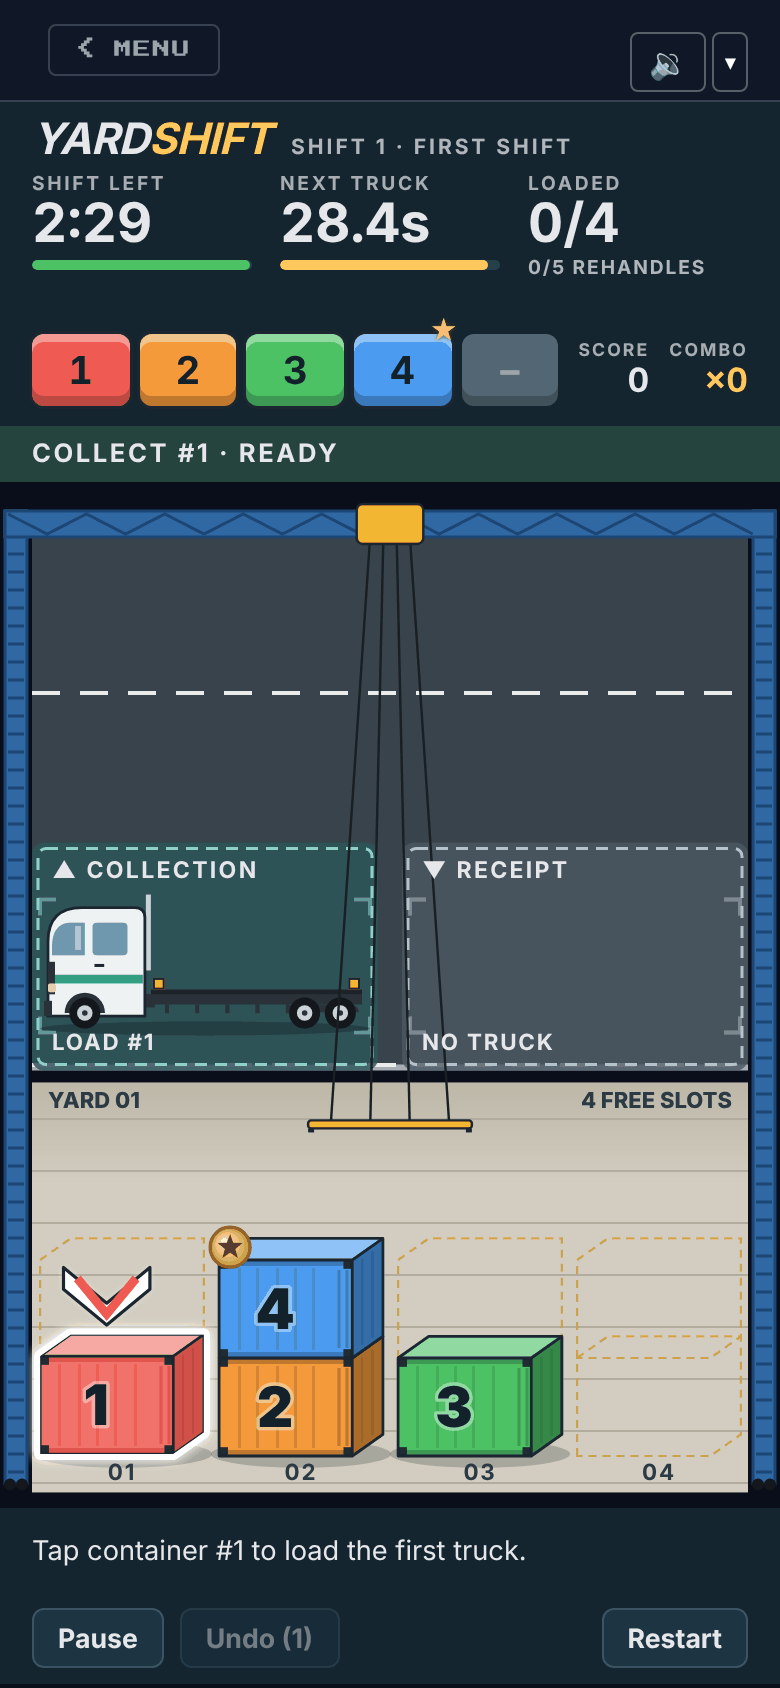 MENU
YARDSHIFT SHIFT 1 · FIRST SHIFT
SHIFT LEFT NEXT TRUCK LOADED
2:29 28.4s 0/4
0/5 REHANDLES
1 2 3 4 –
SCORE COMBO
0 ×0
COLLECT #1 · READY
▲ COLLECTION ▼ RECEIPT
LOAD #1 NO TRUCK
YARD 01 4 FREE SLOTS
4
1 2 3
01 02 03 04
Tap container #1 to load the first truck.
Pause Undo (1) Restart